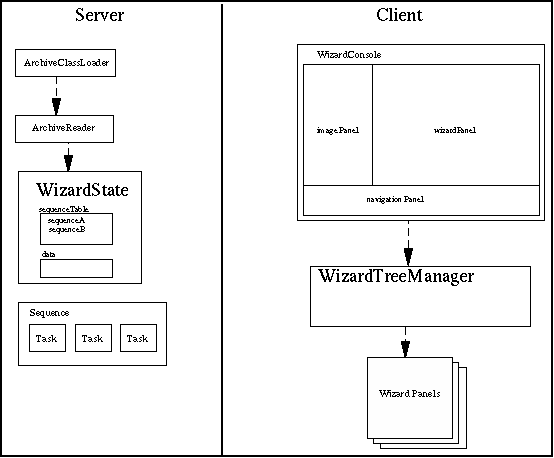 Server
ArchiveClassLoader
ArchiveReader
WizardState
sequenceTable
sequenceA
sequenceB
data
Sequence
Task Task Task
Client
WizardConsole
imagePanel
wizardPanel
navigationPanel
WizardTreeManager
Wizard Panels